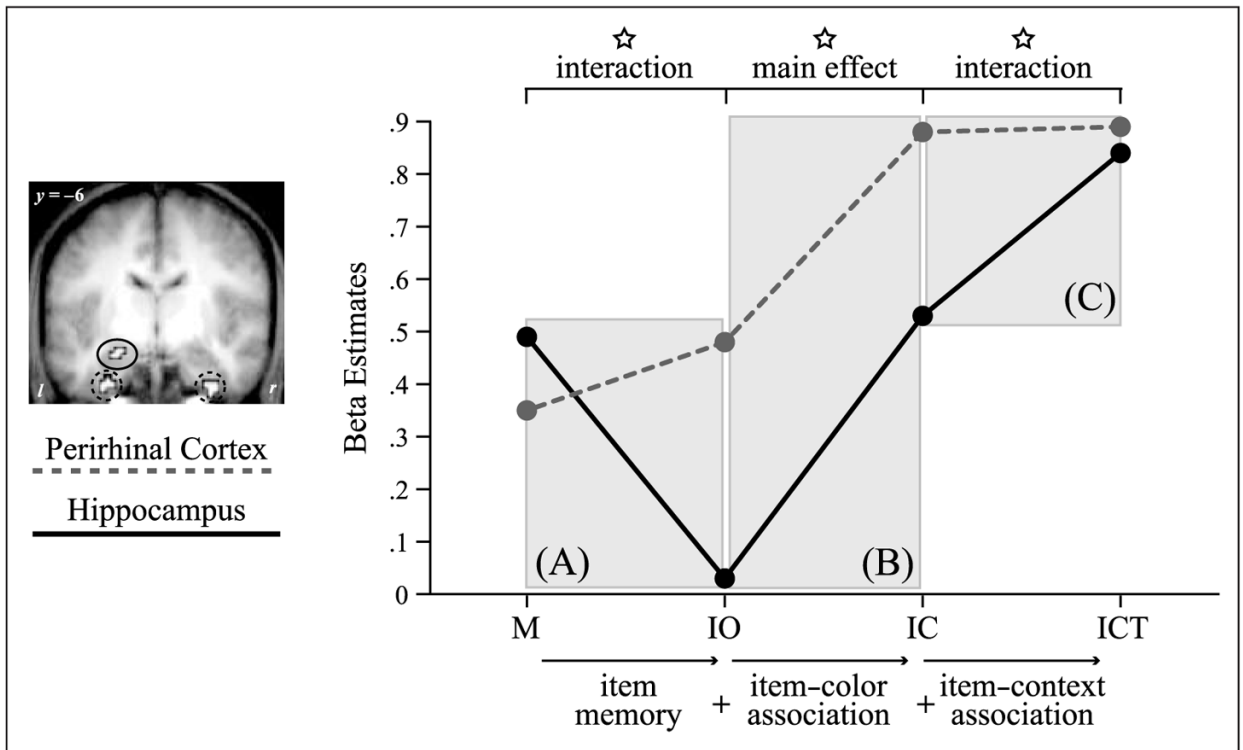 ☆ ☆ ☆
interaction main effect interaction
y = –6
l r
Perirhinal Cortex
Hippocampus
Beta Estimates
.9
.8
.7
.6
.5
.4
.3
.2
.1
0
(A) (B) (C)
M IO IC ICT
item + item–color + item–context
memory association association